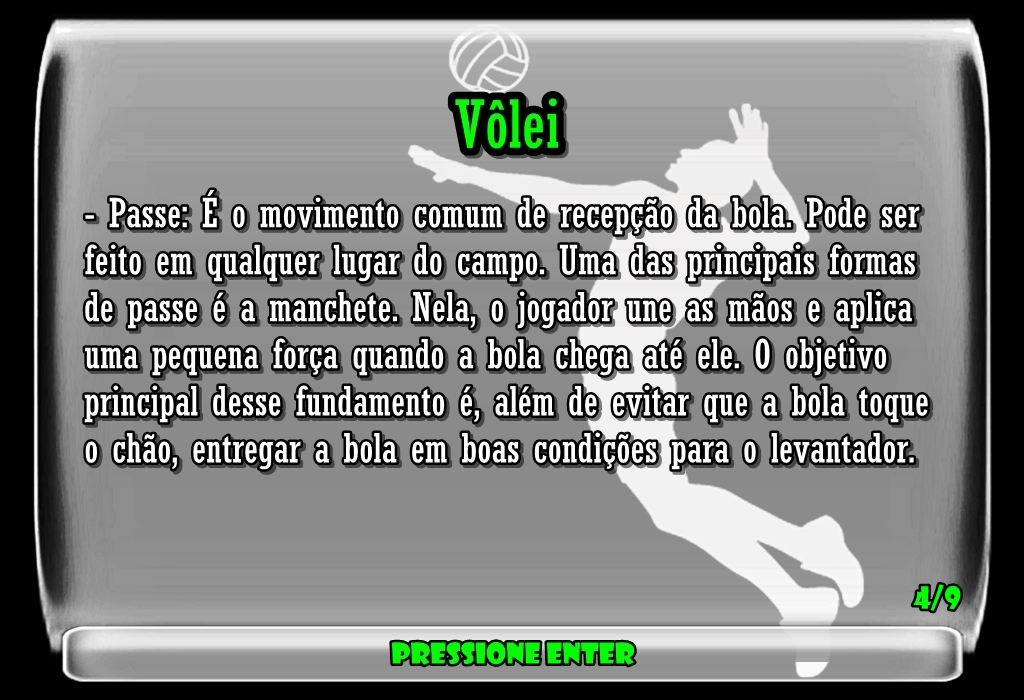 Vôlei
- Passe: É o movimento comum de recepção da bola. Pode ser
feito em qualquer lugar do campo. Uma das principais formas
de passe é a manchete. Nela, o jogador une as mãos e aplica
uma pequena força quando a bola chega até ele. O objetivo
principal desse fundamento é, além de evitar que a bola toque
o chão, entregar a bola em boas condições para o levantador.
4/9
PRESSIONE ENTER